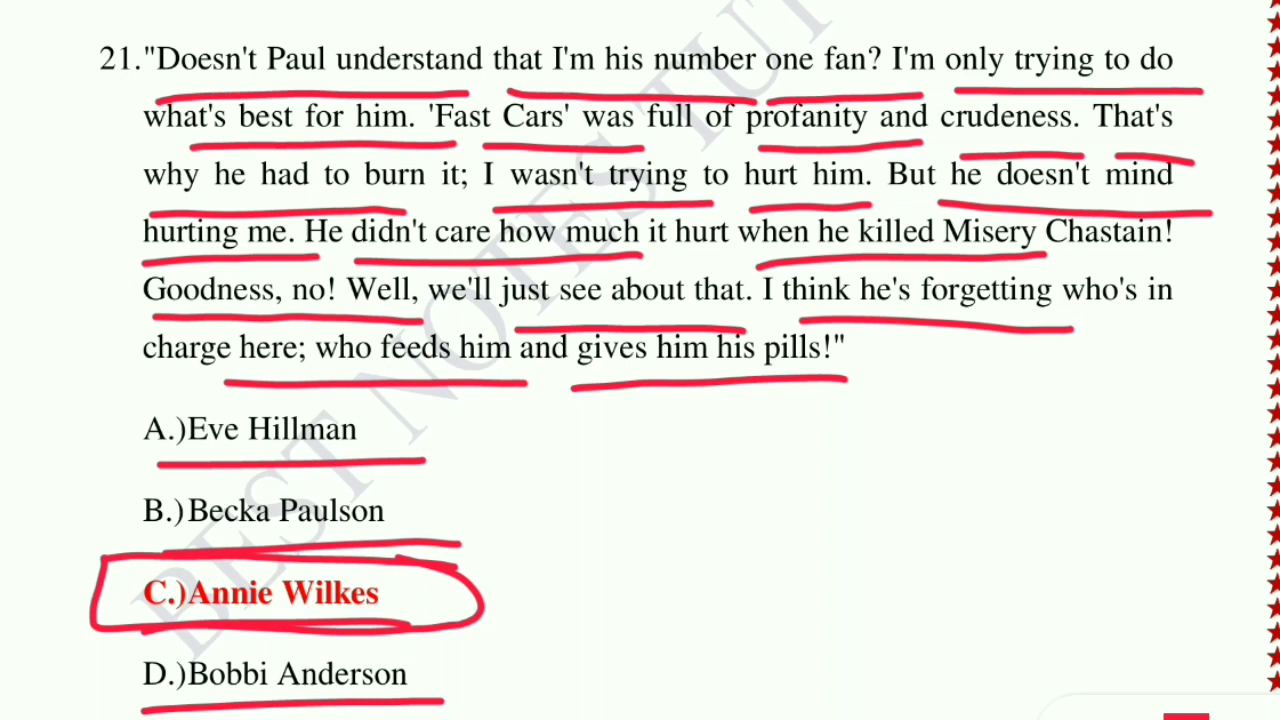 21."Doesn't Paul understand that I'm his number one fan? I'm only trying to do
what's best for him. 'Fast Cars' was full of profanity and crudeness. That's
why he had to burn it; I wasn't trying to hurt him. But he doesn't mind
hurting me. He didn't care how much it hurt when he killed Misery Chastain!
Goodness, no! Well, we'll just see about that. I think he's forgetting who's in
charge here; who feeds him and gives him his pills!"
A.)Eve Hillman
B.)Becka Paulson
C.)Annie Wilkes
D.)Bobbi Anderson
BEST NOTES TUT